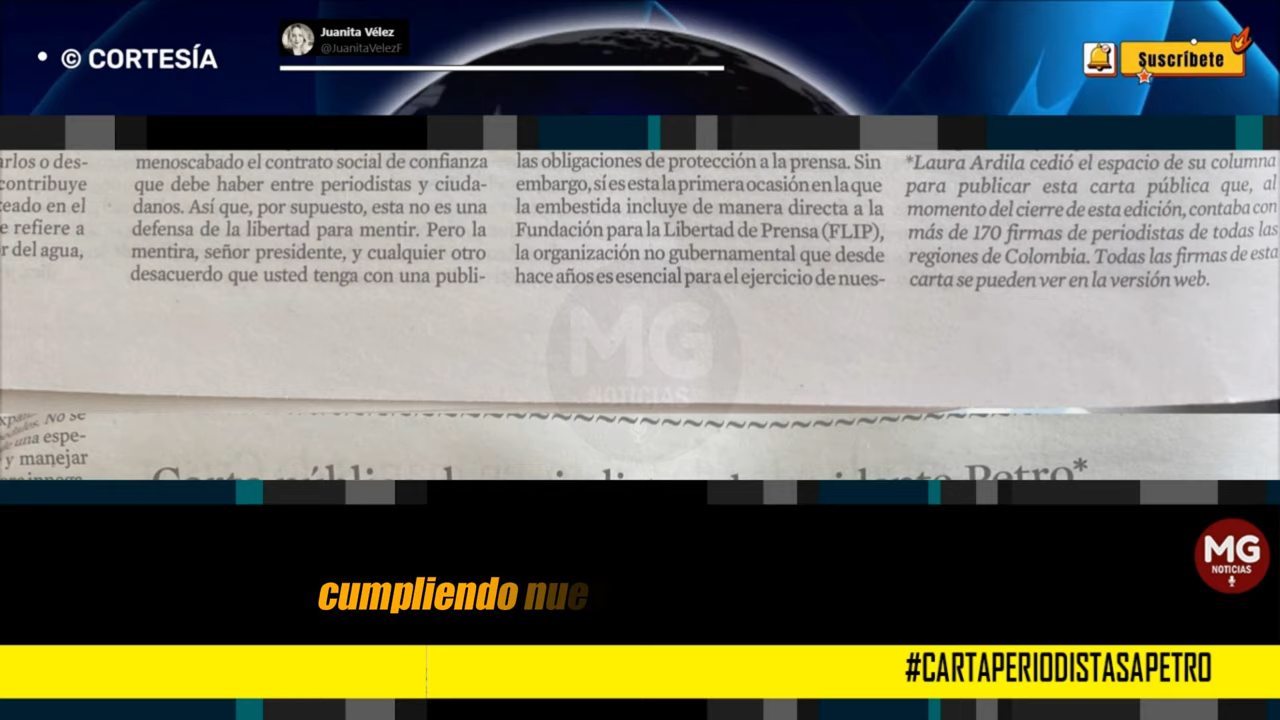 • © CORTESÍA
Juanita Vélez
@JuanitaVelezF
Suscríbete
rlos o des-
contribuye
eado en el
e refiere a
r del agua,
menoscabado el contrato social de confianza
que debe haber entre periodistas y ciuda-
danos. Así que, por supuesto, esta no es una
defensa de la libertad para mentir. Pero la
mentira, señor presidente, y cualquier otro
desacuerdo que usted tenga con una publi-
las obligaciones de protección a la prensa. Sin
embargo, sí es esta la primera ocasión en la que
la embestida incluye de manera directa a la
Fundación para la Libertad de Prensa (FLIP),
la organización no gubernamental que desde
hace años es esencial para el ejercicio de nues-
*Laura Ardila cedió el espacio de su columna
para publicar esta carta pública que, al
momento del cierre de esta edición, contaba con
más de 170 firmas de periodistas de todas las
regiones de Colombia. Todas las firmas de esta
carta se pueden ver en la versión web.
MG
NOTICIAS
No se
una espe-
y manejar
Petro*
MG
NOTICIAS
cumpliendo nue
#CARTAPERIODISTASAPETRO